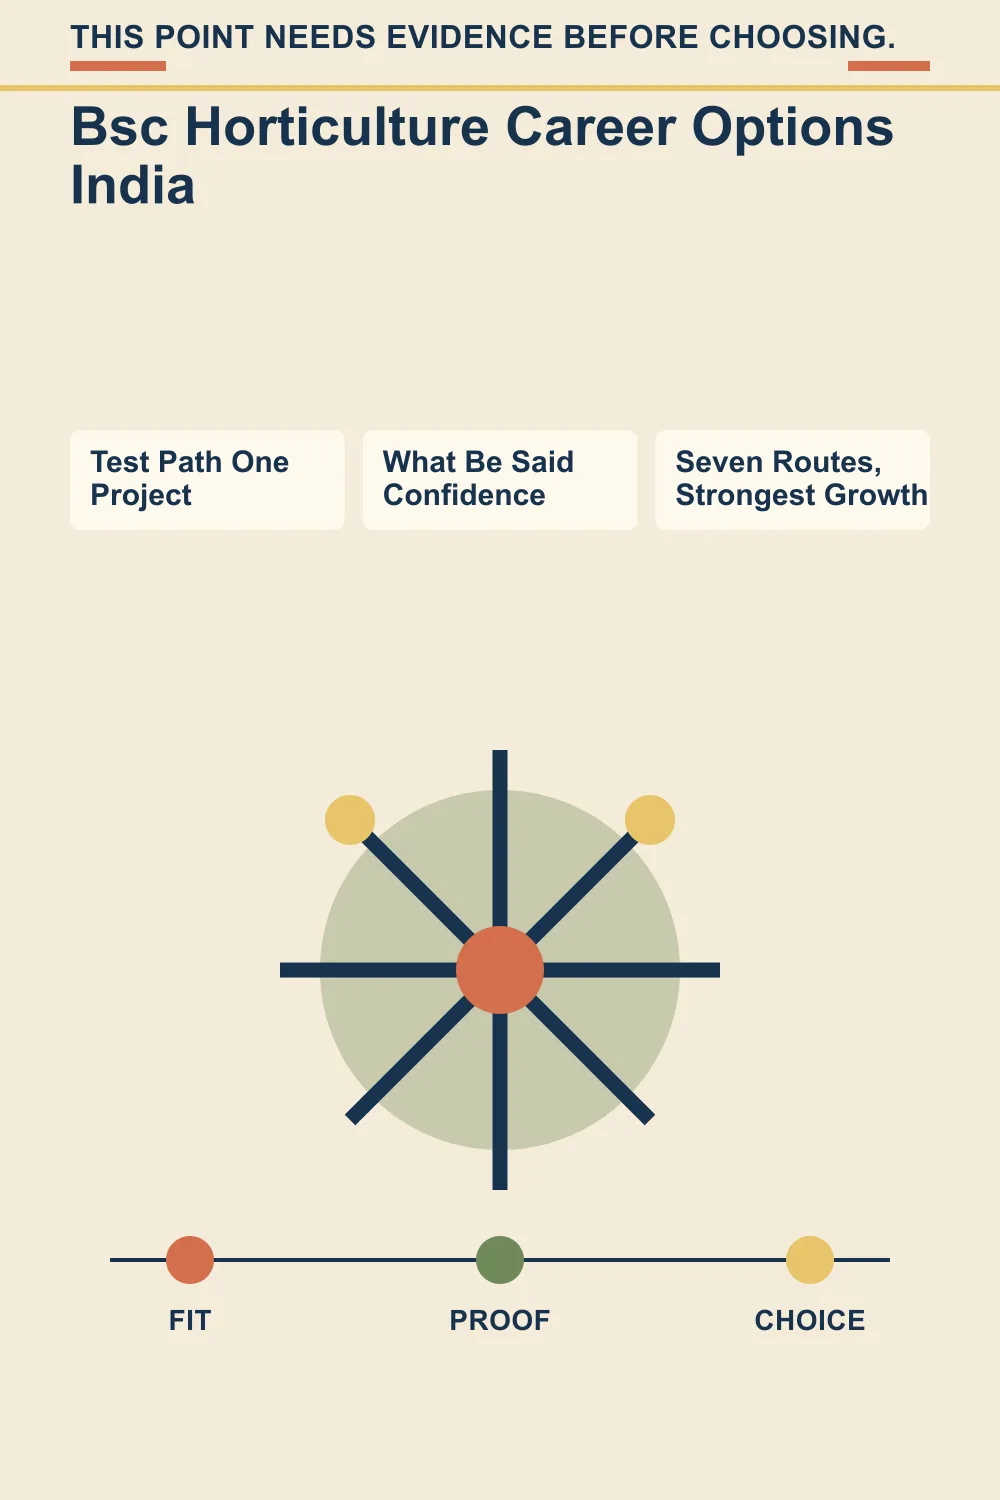 THIS POINT NEEDS EVIDENCE BEFORE CHOOSING.
Bsc Horticulture Career Options
India
Test Path One
Project
What Be Said
Confidence
Seven Routes,
Strongest Growth
FIT
PROOF
CHOICE